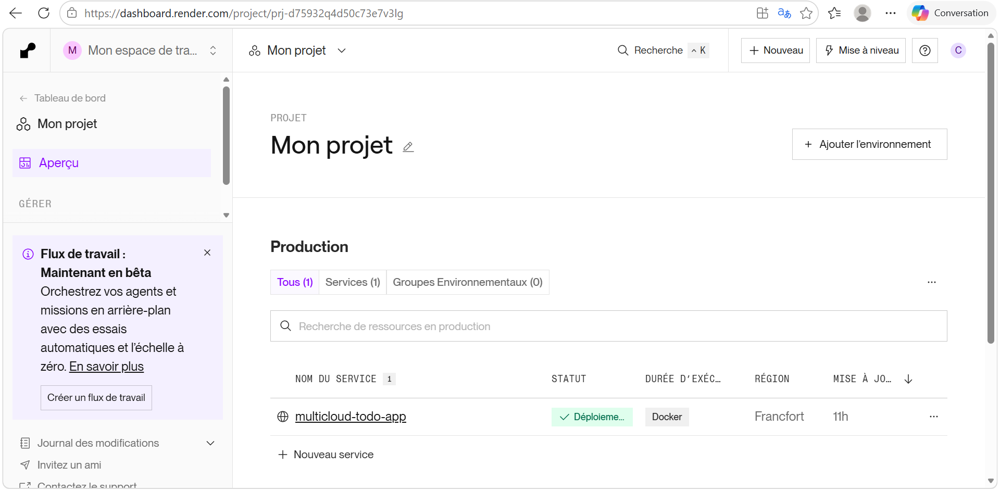 https://dashboard.render.com/project/prj-d75932q4d50c73e7v3lg
Conversation
M Mon espace de tra...
Mon projet
Recherche ^ K
+ Nouveau
Mise à niveau
C
← Tableau de bord
Mon projet
Aperçu
GÉRER
Flux de travail :
Maintenant en bêta
Orchestrez vos agents et
missions en arrière-plan
avec des essais
automatiques et l'échelle à
zéro. En savoir plus
Créer un flux de travail
Journal des modifications
Invitez un ami
Contactez le support
PROJET
Mon projet
+ Ajouter l'environnement
Production
Tous (1) Services (1) Groupes Environnementaux (0)
Recherche de ressources en production
NOM DU SERVICE 1 STATUT DURÉE D'EXÉC... RÉGION MISE À JO... ↓
multicloud-todo-app Déploieme... Docker Francfort 11h
+ Nouveau service